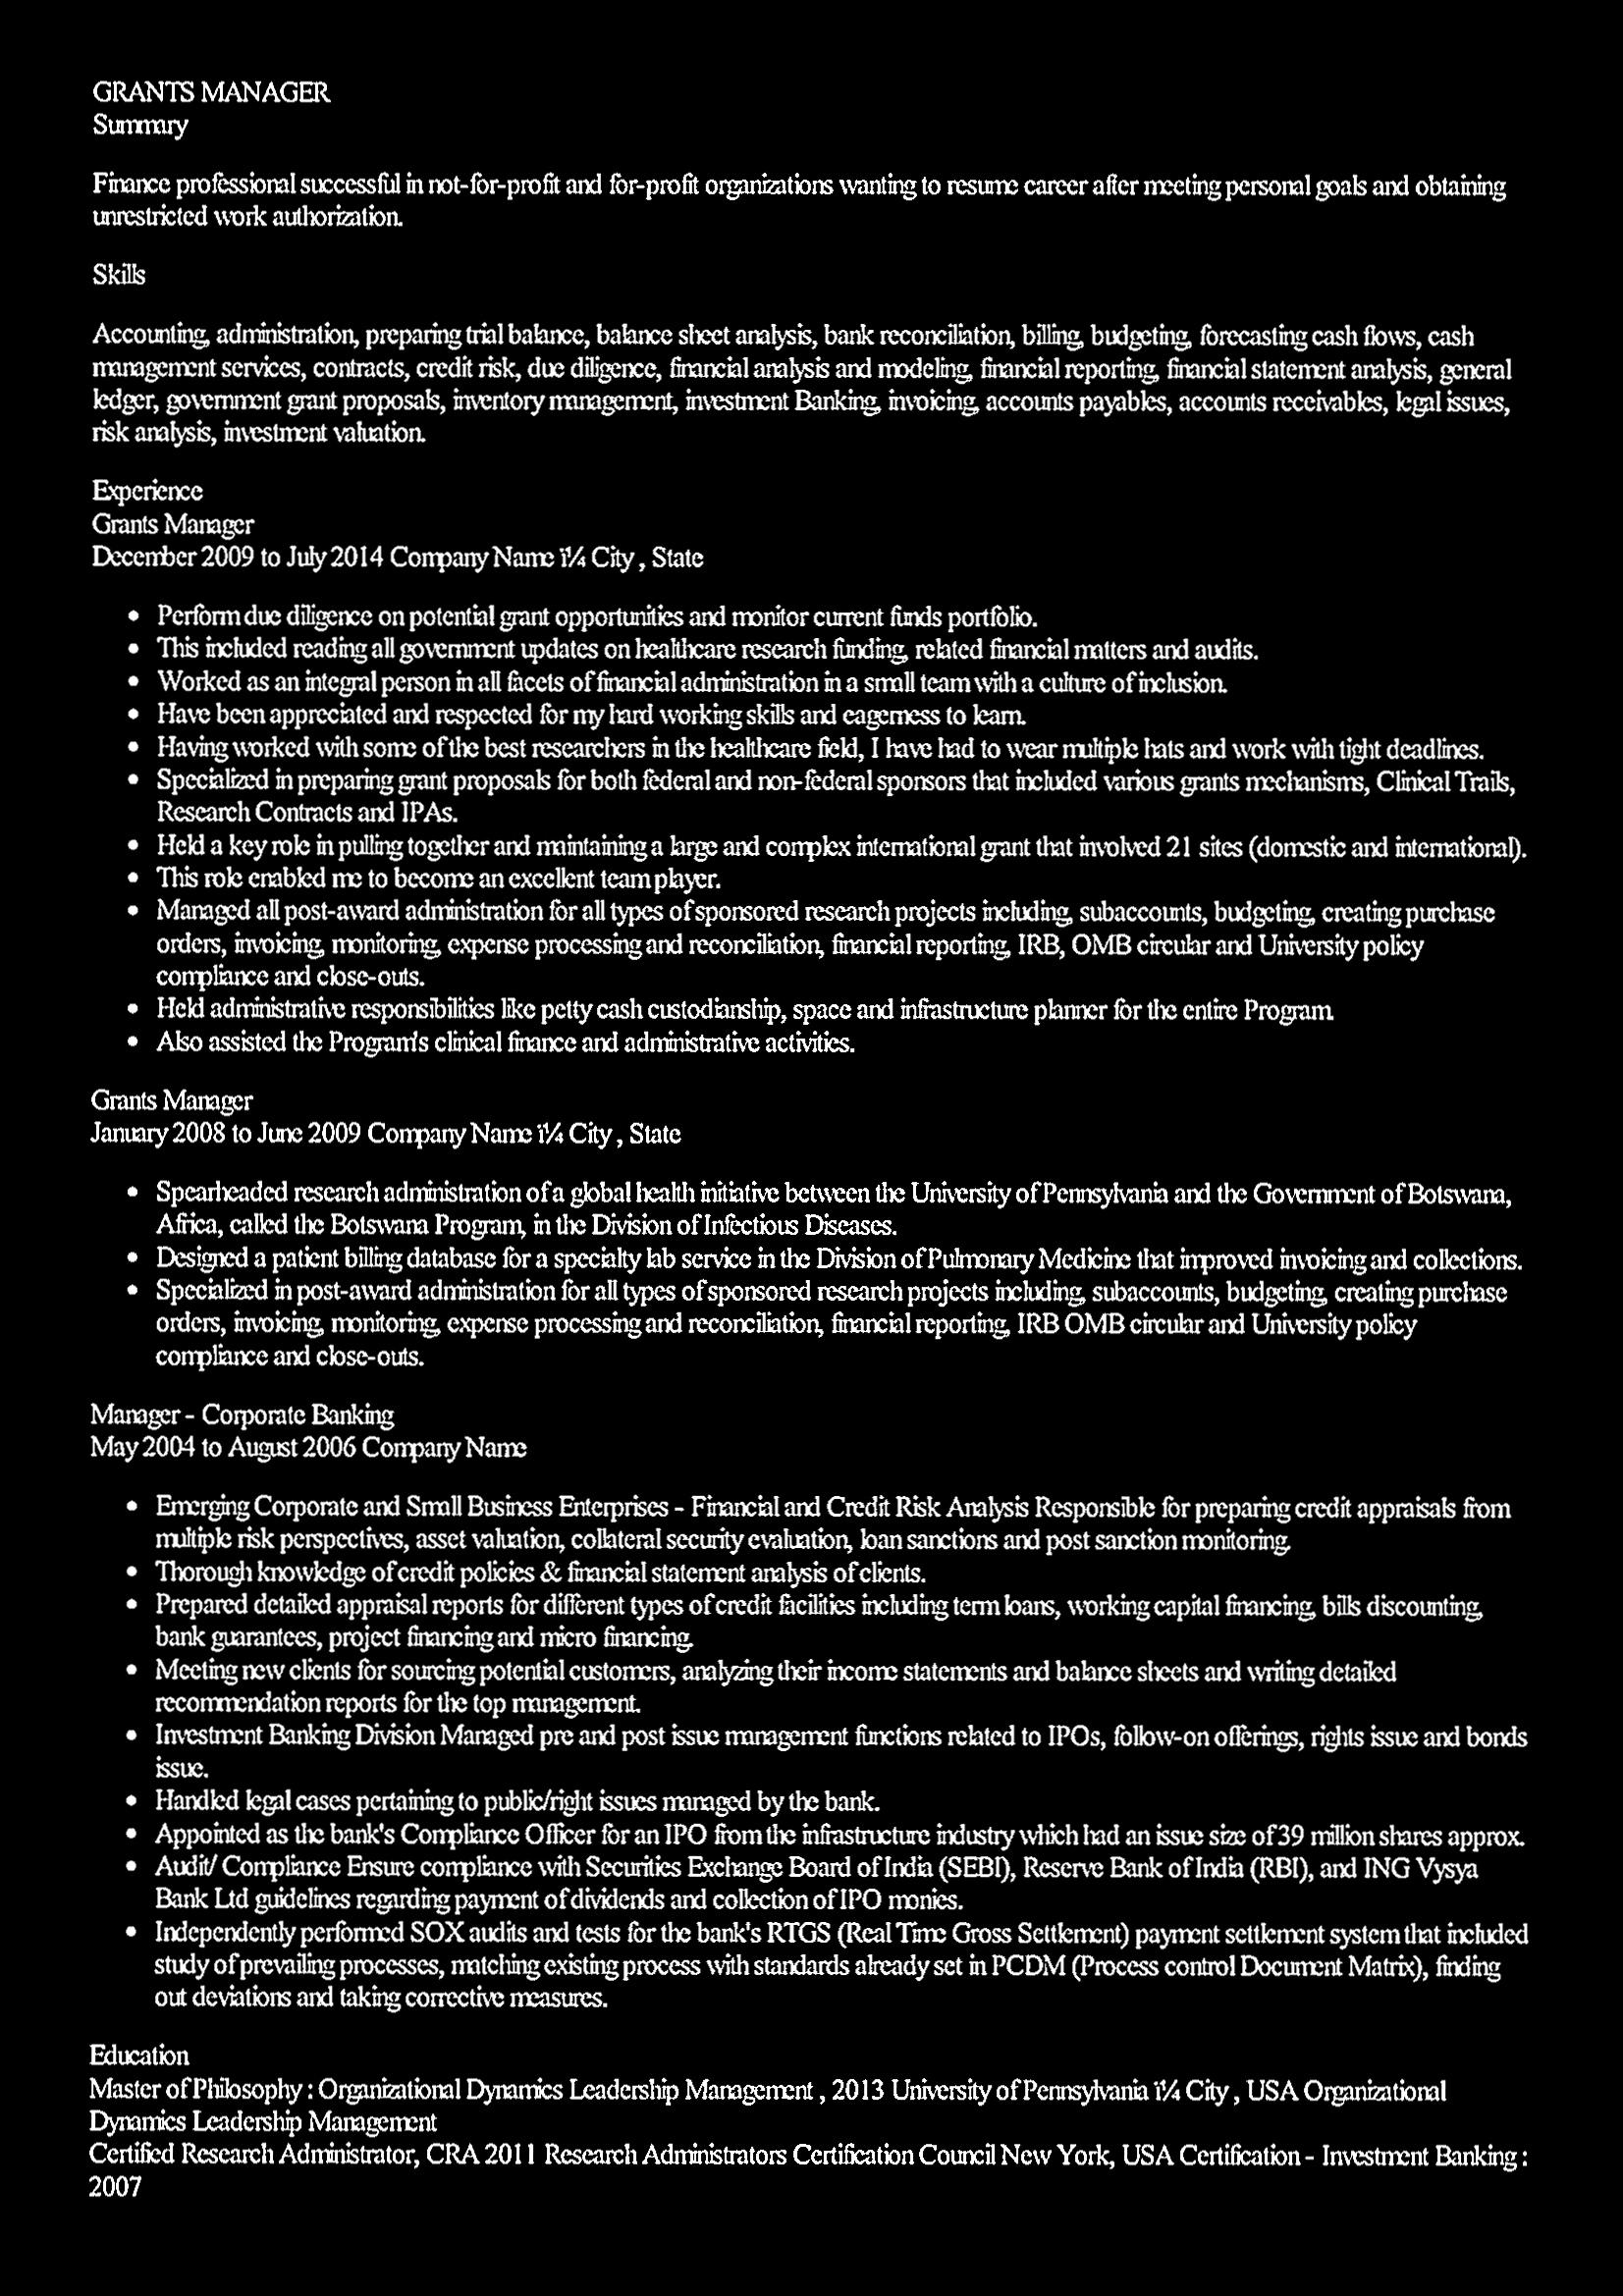 GRANTS MANAGER
Summary
Finance professional successful in not-for-profit and for-profit organizations wanting to resume career after meeting personal goals and obtaining
unrestricted work authorization.
Skills
Accounting, administration, preparing trial balance, balance sheet analysis, bank reconciliation, billing, budgeting, forecasting cash flows, cash
management services, contracts, credit risk, due diligence, financial analysis and modeling, financial reporting, financial statement analysis, general
ledger, government grant proposals, inventory management, investment Banking, invoicing, accounts payables, accounts receivables, legal issues,
risk analysis, investment valuation.
Experience
Grants Manager
December 2009 to July 2014 Company Name ï¼ City , State
• Perform due diligence on potential grant opportunities and monitor current funds portfolio.
• This included reading all government updates on healthcare research funding, related financial matters and audits.
• Worked as an integral person in all facets of financial administration in a small team with a culture of inclusion.
• Have been appreciated and respected for my hard working skills and eagerness to learn.
• Having worked with some of the best researchers in the healthcare field, I have had to wear multiple hats and work with tight deadlines.
• Specialized in preparing grant proposals for both federal and non-federal sponsors that included various grants mechanisms, Clinical Trails,
Research Contracts and IPAs.
• Held a key role in pulling together and maintaining a large and complex international grant that involved 21 sites (domestic and international).
• This role enabled me to become an excellent team player.
• Managed all post-award administration for all types of sponsored research projects including, subaccounts, budgeting, creating purchase
orders, invoicing, monitoring, expense processing and reconciliation, financial reporting, IRB, OMB circular and University policy
compliance and close-outs.
• Held administrative responsibilities like petty cash custodianship, space and infrastructure planner for the entire Program.
• Also assisted the Program's clinical finance and administrative activities.
Grants Manager
January 2008 to June 2009 Company Name ï¼ City , State
• Spearheaded research administration of a global health initiative between the University of Pennsylvania and the Government of Botswana,
Africa, called the Botswana Program, in the Division of Infectious Diseases.
• Designed a patient billing database for a specialty lab service in the Division of Pulmonary Medicine that improved invoicing and collections.
• Specialized in post-award administration for all types of sponsored research projects including, subaccounts, budgeting, creating purchase
orders, invoicing, monitoring, expense processing and reconciliation, financial reporting, IRB OMB circular and University policy
compliance and close-outs.
Manager - Corporate Banking
May 2004 to August 2006 Company Name
• Emerging Corporate and Small Business Enterprises - Financial and Credit Risk Analysis Responsible for preparing credit appraisals from
multiple risk perspectives, asset valuation, collateral security evaluation, loan sanctions and post sanction monitoring.
• Thorough knowledge of credit policies & financial statement analysis of clients.
• Prepared detailed appraisal reports for different types of credit facilities including term loans, working capital financing, bills discounting,
bank guarantees, project financing and micro financing.
• Meeting new clients for sourcing potential customers, analyzing their income statements and balance sheets and writing detailed
recommendation reports for the top management.
• Investment Banking Division Managed pre and post issue management functions related to IPOs, follow-on offerings, rights issue and bonds
issue.
• Handled legal cases pertaining to public/right issues managed by the bank.
• Appointed as the bank's Compliance Officer for an IPO from the infrastructure industry which had an issue size of 39 million shares approx.
• Audit/ Compliance Ensure compliance with Securities Exchange Board of India (SEBI), Reserve Bank of India (RBI), and ING Vysya
Bank Ltd guidelines regarding payment of dividends and collection of IPO monies.
• Independently performed SOX audits and tests for the bank's RTGS (Real Time Gross Settlement) payment settlement system that included
study of prevailing processes, matching existing process with standards already set in PCDM (Process control Document Matrix), finding
out deviations and taking corrective measures.
Education
Master of Philosophy : Organizational Dynamics Leadership Management , 2013 University of Pennsylvania ï¼ City , USA Organizational
Dynamics Leadership Management
Certified Research Administrator, CRA 2011 Research Administrators Certification Council New York, USA Certification - Investment Banking :
2007